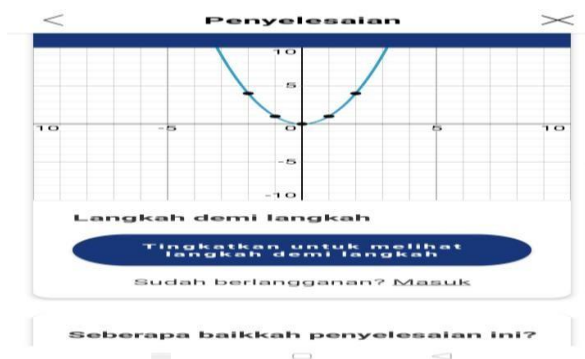 Penyelesaian
10
5
10 -5 0 5 10
-5
-10
Langkah demi langkah
Tingkatkan untuk melihat
langkah demi langkah
Sudah berlangganan? Masuk
Seberapa baikkah penyelesaian ini?